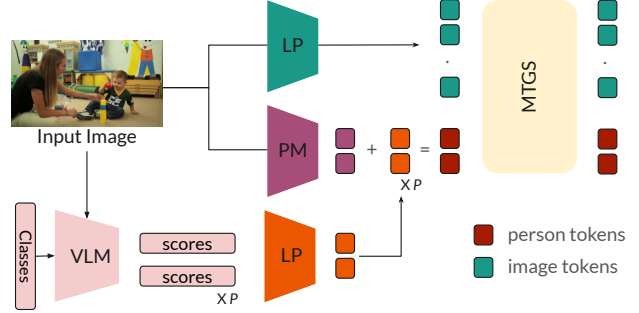 LP
MTGS
Input Image
PM
+
=
X P
Classes
VLM
scores
scores
X P
LP
person tokens
image tokens